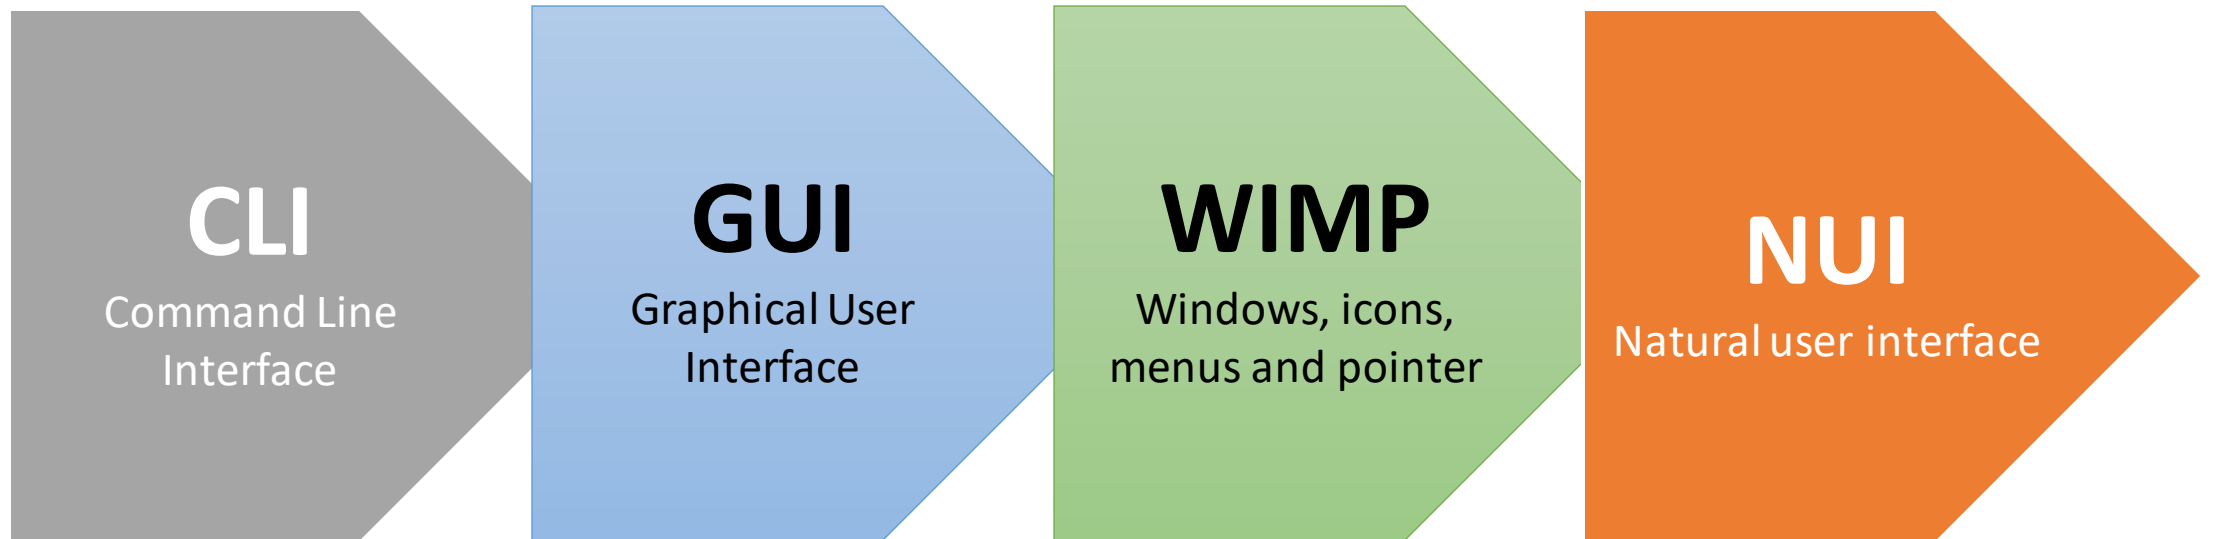 CLI
Command Line
Interface
GUI
Graphical User
Interface
WIMP
Windows, icons,
menus and pointer
NUI
Natural user interface